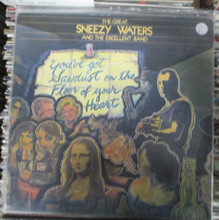 THE GREAT
SNEEZY WATERS
AND THE EXCELLENT BAND
You've got
Sawdust on the
Floor of your
Heart